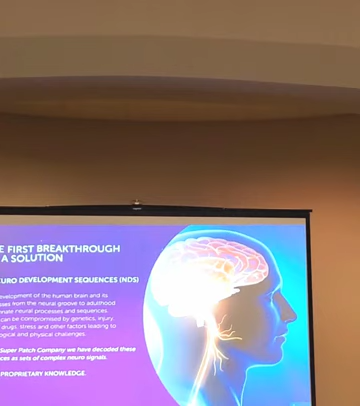 E FIRST BREAKTHROUGH
A SOLUTION
EURO DEVELOPMENT SEQUENCES (NDS)
evelopment of the human brain and its
ses from the neural groove to adulthood
nate neural processes and sequences
can be compromised by genetics, injury,
drugs, stress and other factors leading to
ogical and physical challenges.
Super Patch Company we have decoded these
ces as sets of complex neuro signals.
PROPRIETARY KNOWLEDGE.